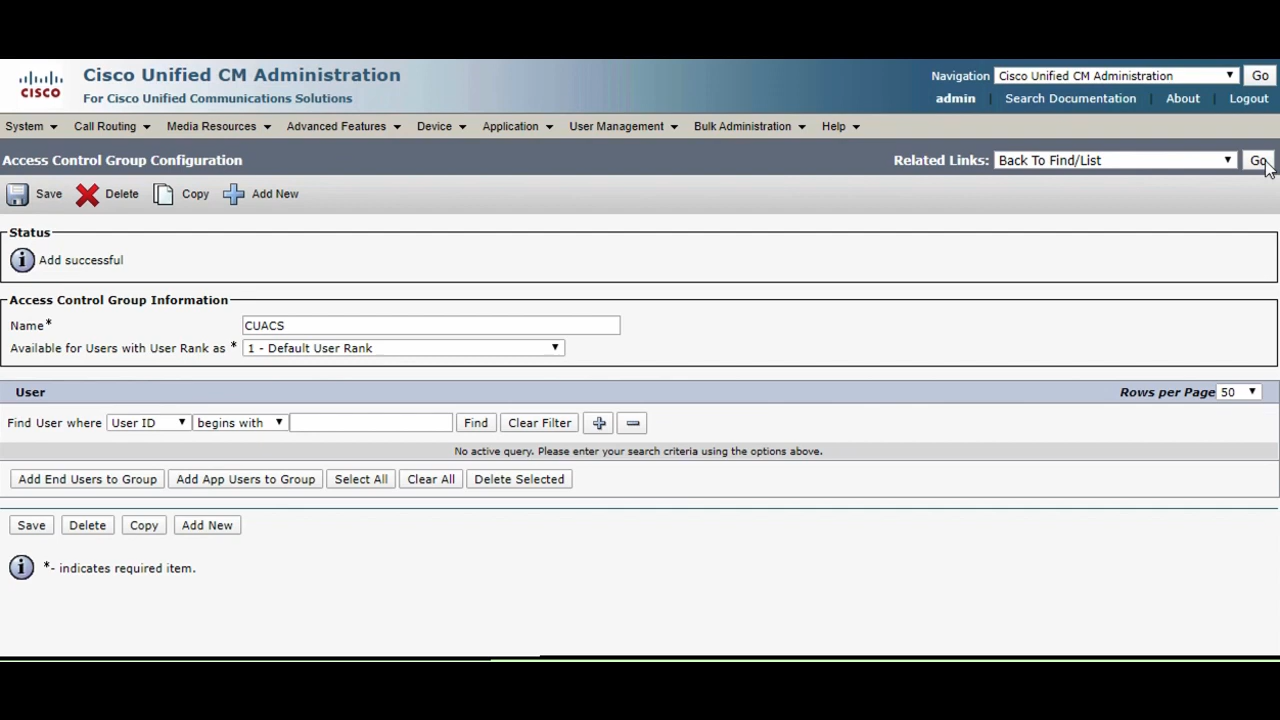 Cisco Unified CM Administration
For Cisco Unified Communications Solutions
CISCO
Navigation Cisco Unified CM Administration Go
admin | Search Documentation | About | Logout
System Call Routing Media Resources Advanced Features Device Application User Management Bulk Administration Help
Access Control Group Configuration Related Links: Back To Find/List Go
Save Delete Copy Add New
Status
Add successful
Access Control Group Information
Name* CUACS
Available for Users with User Rank as * 1 - Default User Rank
User Rows per Page 50
Find User where User ID begins with Find Clear Filter
No active query. Please enter your search criteria using the options above.
Add End Users to Group Add App Users to Group Select All Clear All Delete Selected
Save Delete Copy Add New
*- indicates required item.